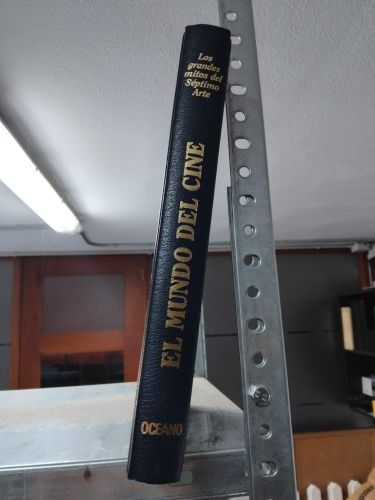 Los
grandes
mitos del
Séptimo
Arte
EL MUNDO DEL CINE
OCEANO